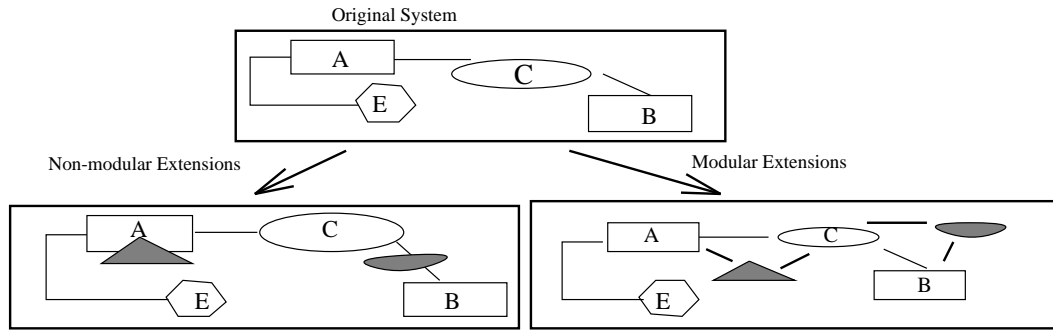 Original System
A
C
E
B
Non-modular Extensions
Modular Extensions
A
C
E
B
A
C
E
B